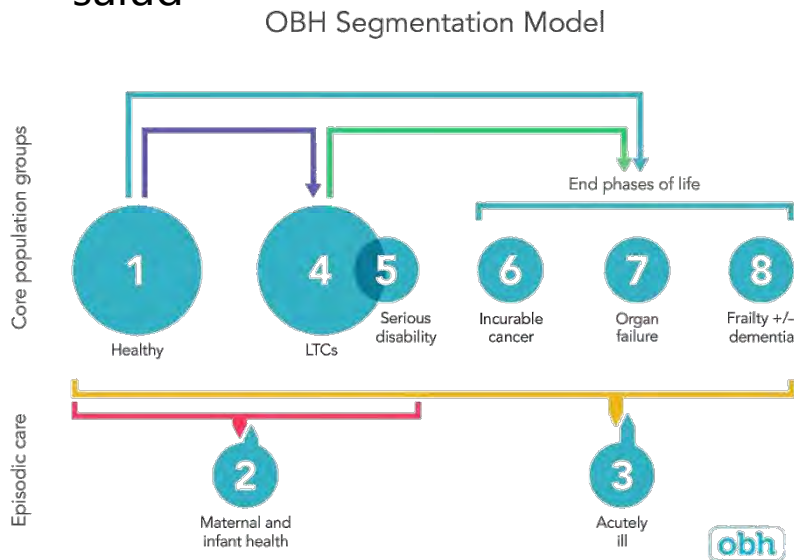 salud
OBH Segmentation Model
Core population groups
End phases of life
1
4
5
6
7
8
Healthy
LTCs
Serious
disability
Incurable
cancer
Organ
failure
Frailty +/-
dementia
Episodic care
2
3
Maternal and
infant health
Acutely
ill
obh